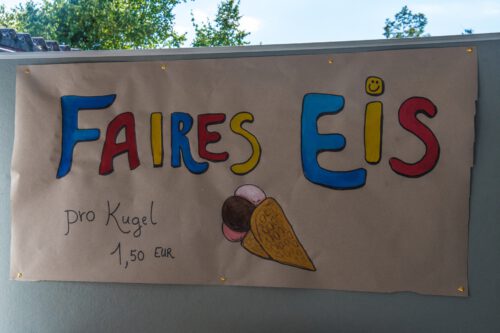 FAIRES EiS
pro Kugel
1,50 EUR